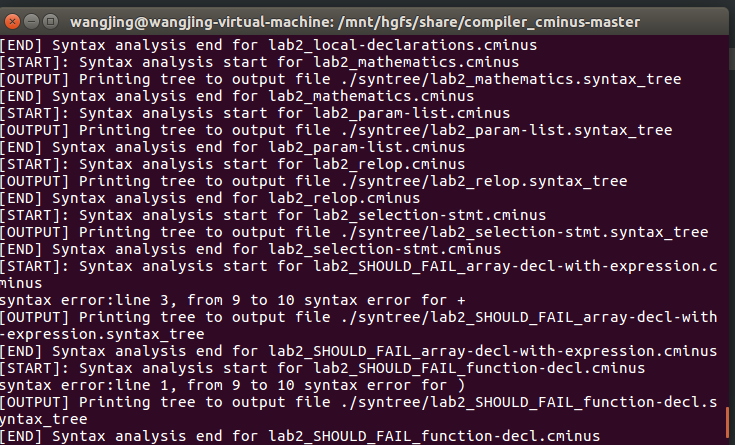 wangjing@wangjing-virtual-machine: /mnt/hgfs/share/compiler_cminus-master
[END] Syntax analysis end for lab2_local-declarations.cminus
[START]: Syntax analysis start for lab2_mathematics.cminus
[OUTPUT] Printing tree to output file ./syntree/lab2_mathematics.syntax_tree
[END] Syntax analysis end for lab2_mathematics.cminus
[START]: Syntax analysis start for lab2_param-list.cminus
[OUTPUT] Printing tree to output file ./syntree/lab2_param-list.syntax_tree
[END] Syntax analysis end for lab2_param-list.cminus
[START]: Syntax analysis start for lab2_relop.cminus
[OUTPUT] Printing tree to output file ./syntree/lab2_relop.syntax_tree
[END] Syntax analysis end for lab2_relop.cminus
[START]: Syntax analysis start for lab2_selection-stmt.cminus
[OUTPUT] Printing tree to output file ./syntree/lab2_selection-stmt.syntax_tree
[END] Syntax analysis end for lab2_selection-stmt.cminus
[START]: Syntax analysis start for lab2_SHOULD_FAIL_array-decl-with-expression.c
minus
syntax error:line 3, from 9 to 10 syntax error for +
[OUTPUT] Printing tree to output file ./syntree/lab2_SHOULD_FAIL_array-decl-with
-expression.syntax_tree
[END] Syntax analysis end for lab2_SHOULD_FAIL_array-decl-with-expression.cminus
[START]: Syntax analysis start for lab2_SHOULD_FAIL_function-decl.cminus
syntax error:line 1, from 9 to 10 syntax error for )
[OUTPUT] Printing tree to output file ./syntree/lab2_SHOULD_FAIL_function-decl.s
yntax_tree
[END] Syntax analysis end for lab2_SHOULD_FAIL_function-decl.cminus